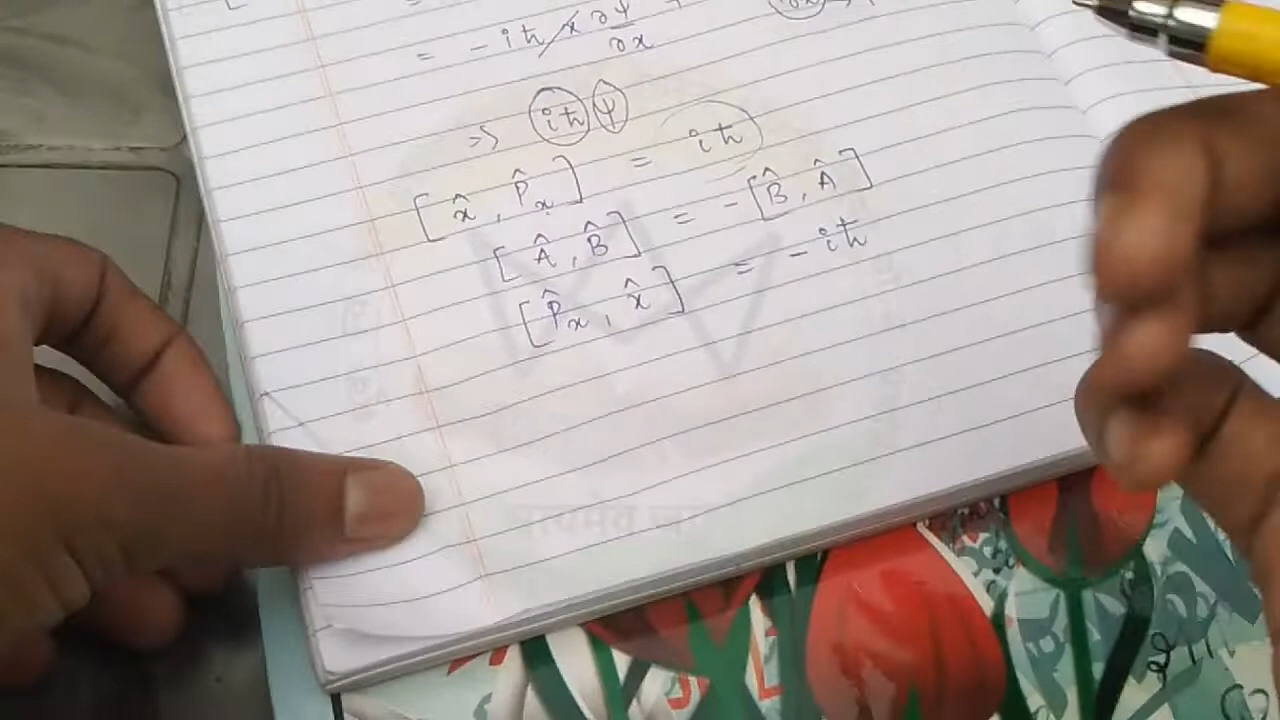 = -iħ x ∂ψ/∂x
=> iħ ψ
[x̂, P̂ₓ] = iħ
[Â, B̂] = -[B̂, Â]
[P̂ₓ, x̂] = -iħ